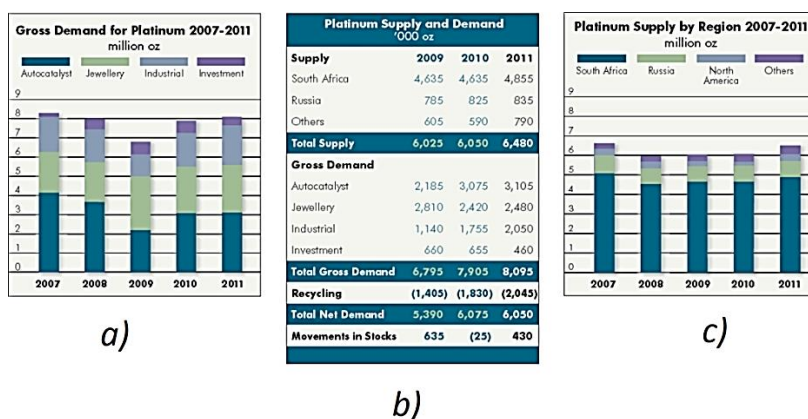 Gross Demand for Platinum 2007-2011
million oz
Autocatalyst Jewellery Industrial Investment
9
8
7
6
5
4
3
2
1
0
2007 2008 2009 2010 2011
a)
Platinum Supply and Demand
'000 oz
Supply 2009 2010 2011
South Africa 4,635 4,635 4,855
Russia 785 825 835
Others 605 590 790
Total Supply 6,025 6,050 6,480
Gross Demand
Autocatalyst 2,185 3,075 3,105
Jewellery 2,810 2,420 2,480
Industrial 1,140 1,755 2,050
Investment 660 655 460
Total Gross Demand 6,795 7,905 8,095
Recycling (1,405) (1,830) (2,045)
Total Net Demand 5,390 6,075 6,050
Movements in Stocks 635 (25) 430
b)
Platinum Supply by Region 2007-2011
million oz
South Africa Russia North Others
America
9
8
7
6
5
4
3
2
1
0
2007 2008 2009 2010 2011
c)